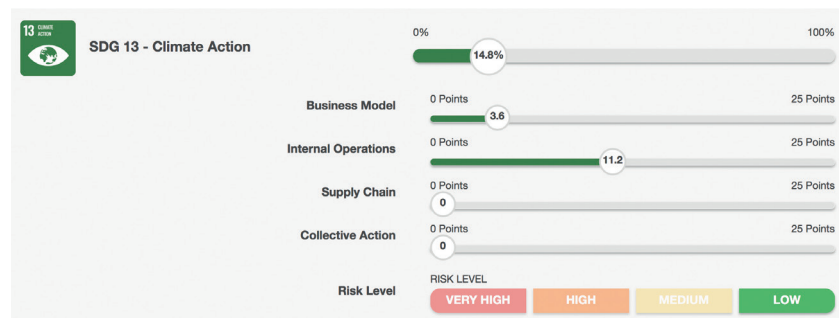 13 CLIMATE ACTION
SDG 13 - Climate Action
0% 100%
14.8%
Business Model
0 Points 25 Points
3.6
Internal Operations
0 Points 25 Points
11.2
Supply Chain
0 Points 25 Points
0
Collective Action
0 Points 25 Points
0
Risk Level
RISK LEVEL
VERY HIGH HIGH MEDIUM LOW